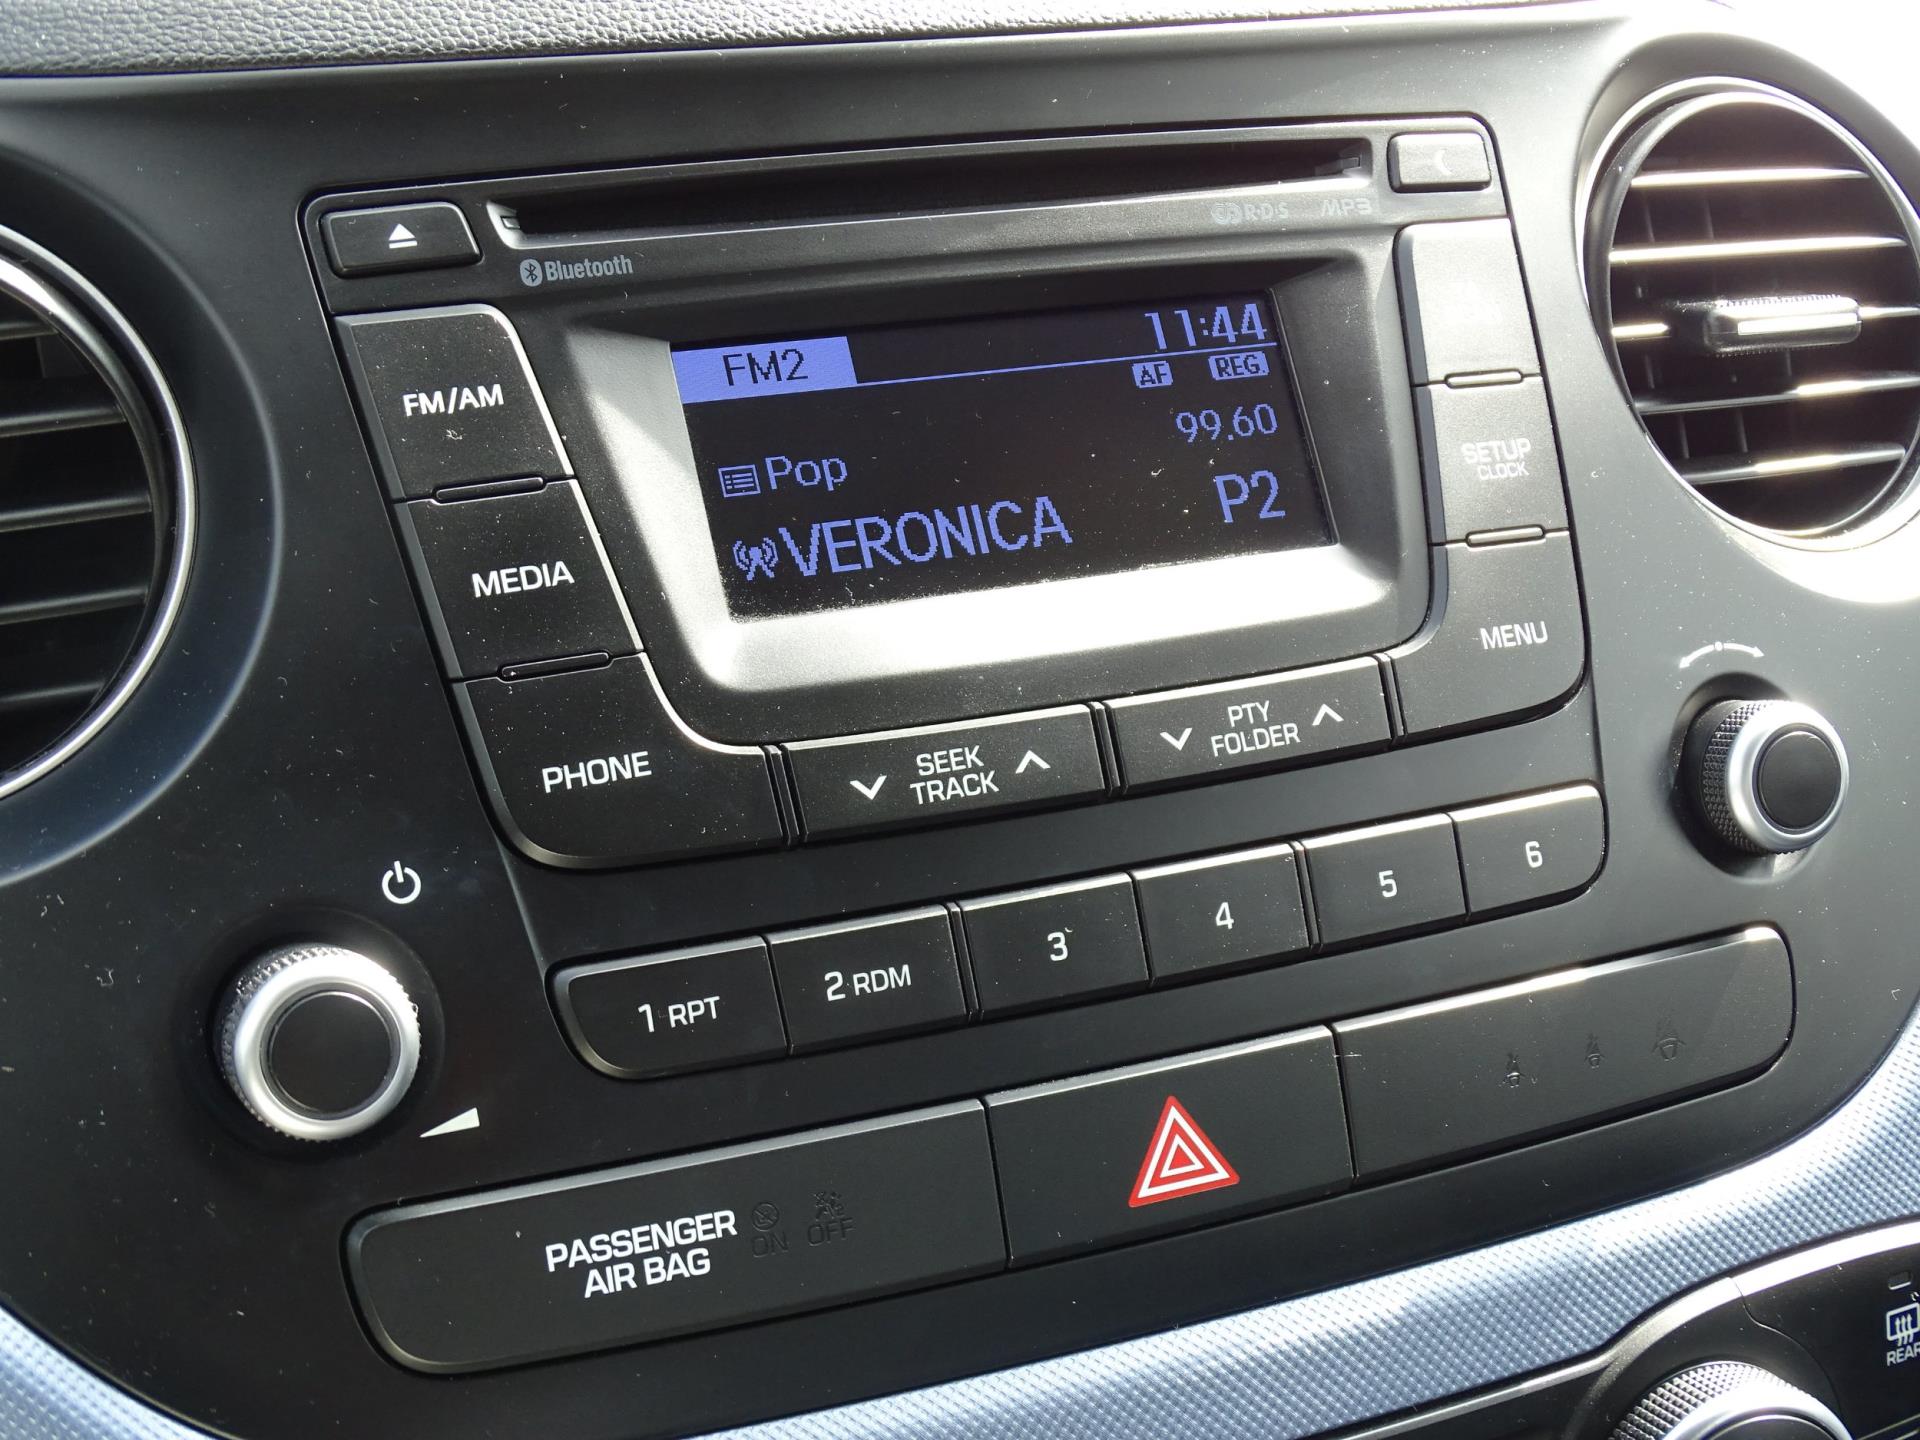 R·D·S MP3
Bluetooth
FM/AM
MEDIA
PHONE
FM2 11:44
AF REG.
99.60
Pop
VERONICA P2
SETUP
CLOCK
MENU
SEEK
TRACK
PTY
FOLDER
1 RPT
2 RDM
3
4
5
6
PASSENGER
AIR BAG
ON OFF
REAR